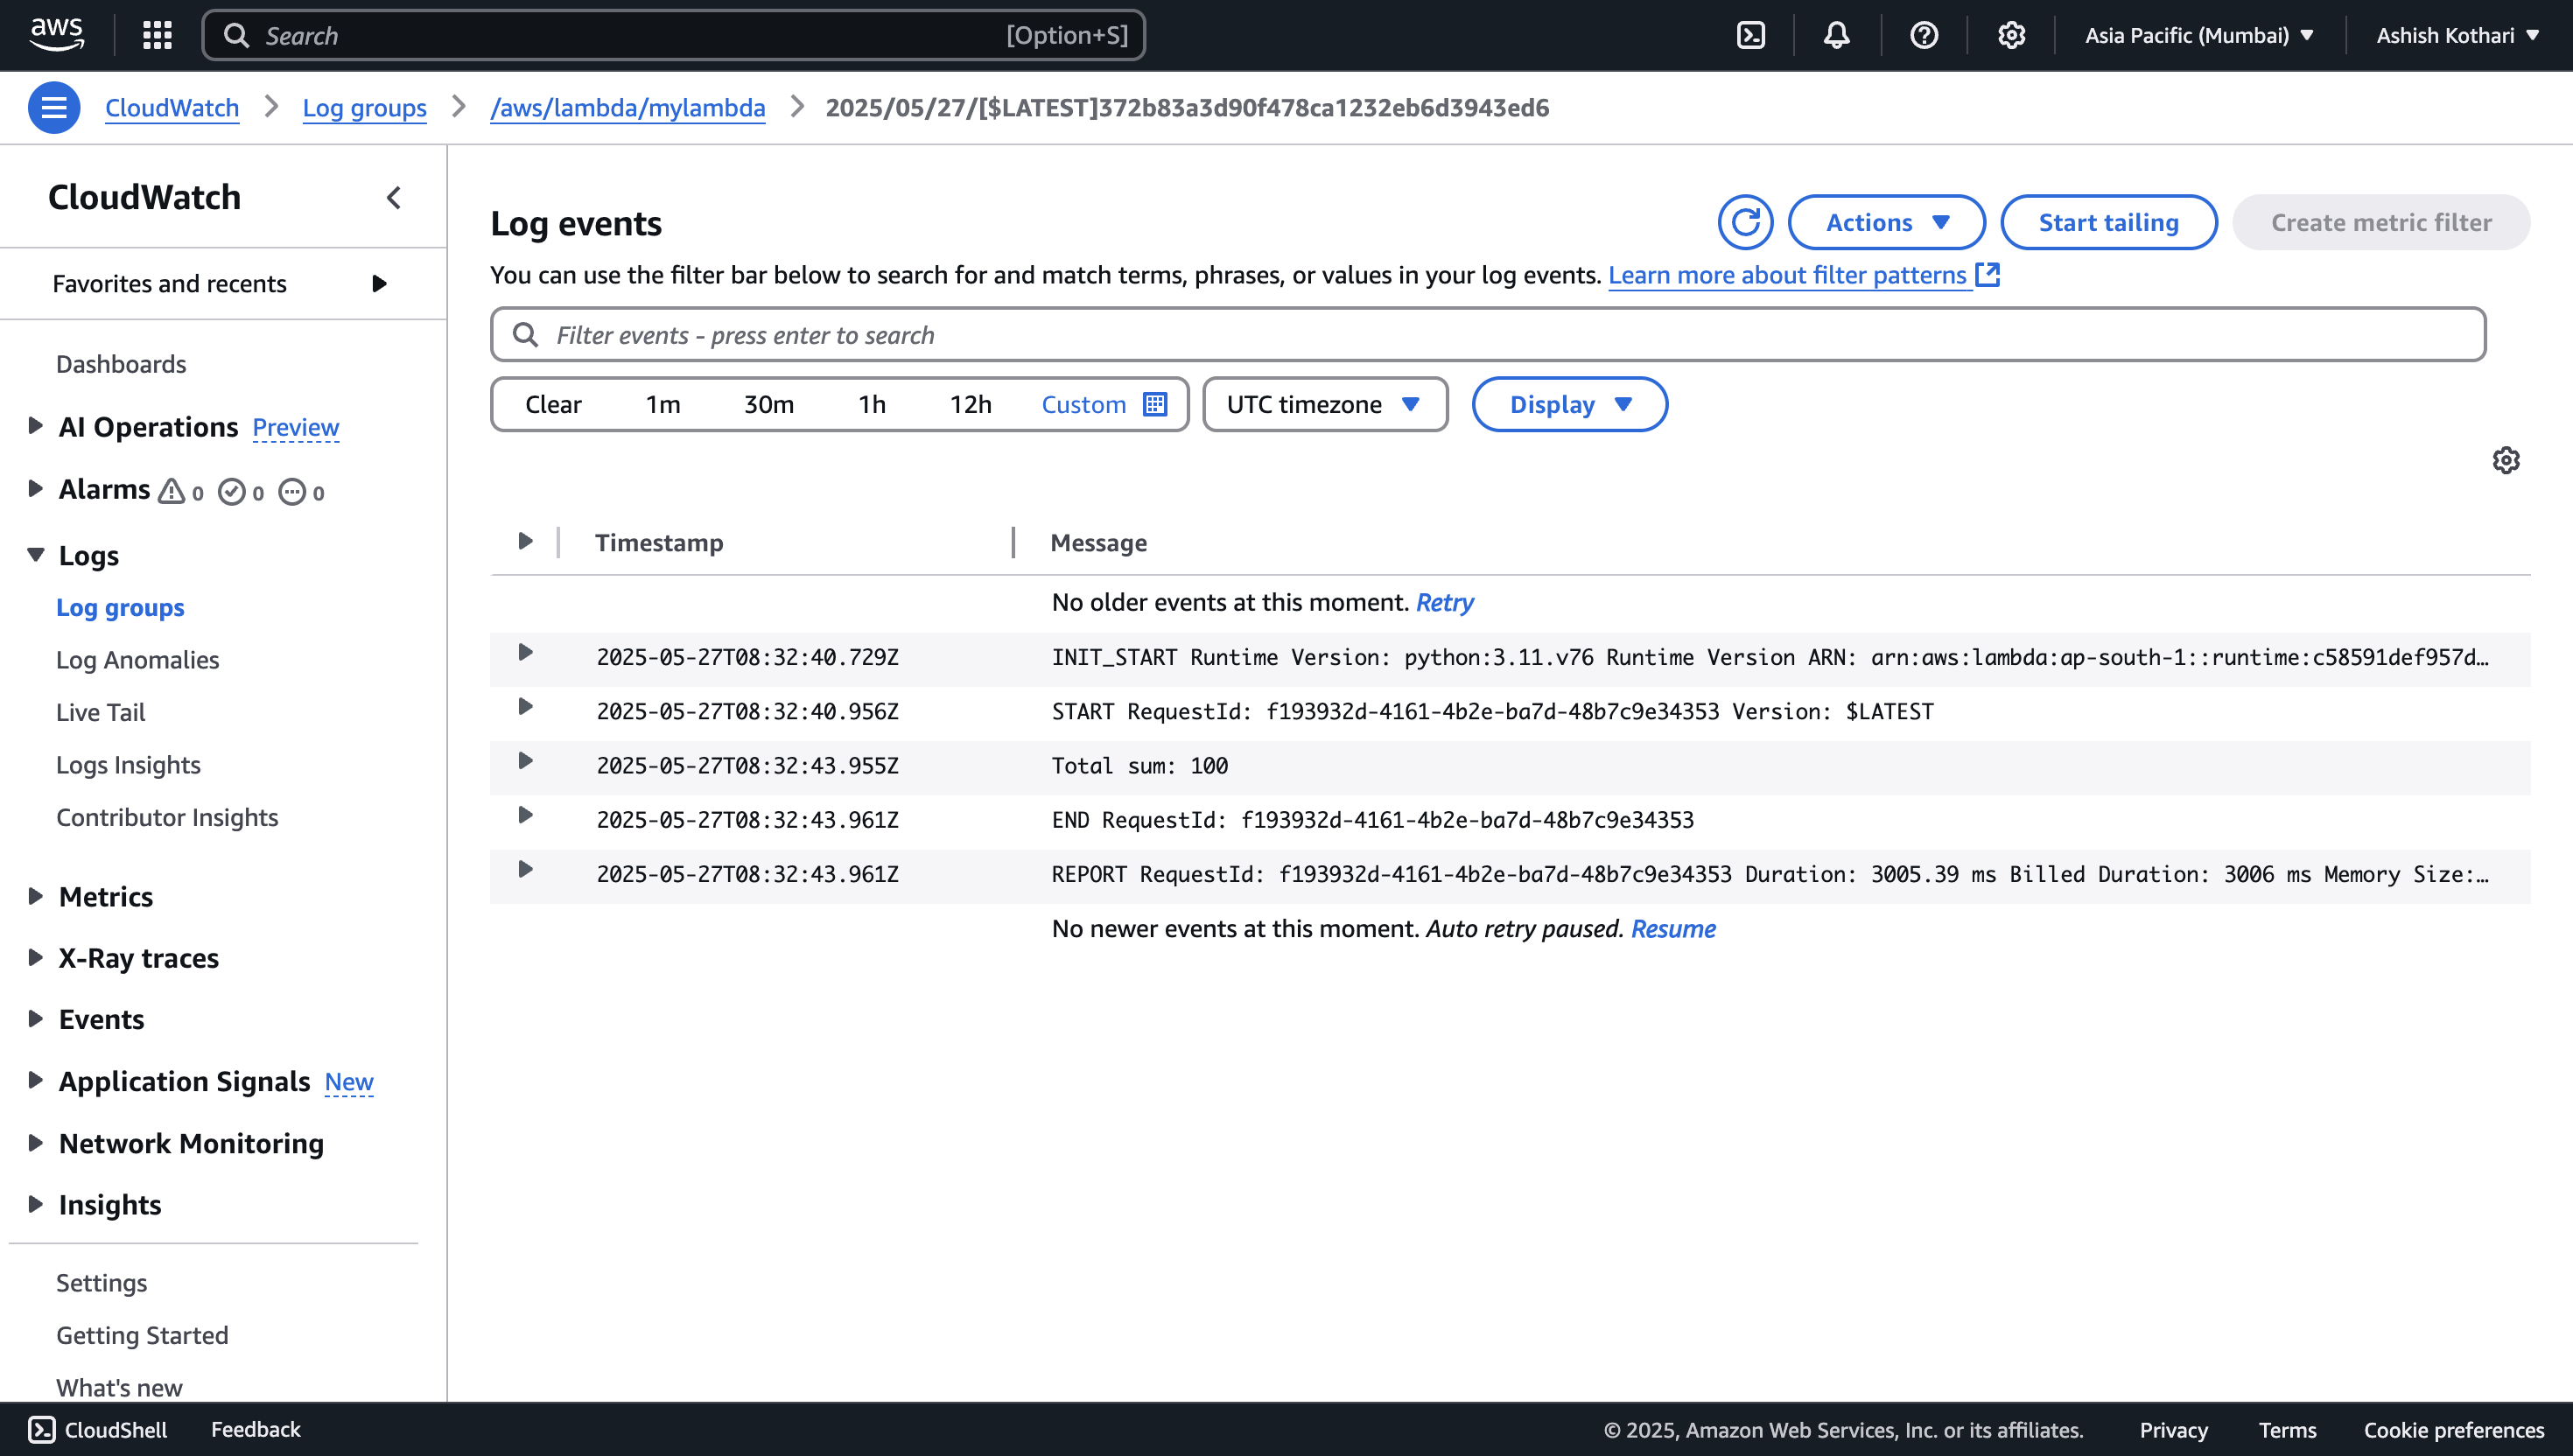 aws Search [Option+S] Asia Pacific (Mumbai) Ashish Kothari
CloudWatch Log groups /aws/lambda/mylambda 2025/05/27/[$LATEST]372b83a3d90f478ca1232eb6d3943ed6
CloudWatch
Favorites and recents
Dashboards
AI Operations Preview
Alarms 0 0 0
Logs
Log groups
Log Anomalies
Live Tail
Logs Insights
Contributor Insights
Metrics
X-Ray traces
Events
Application Signals New
Network Monitoring
Insights
Settings
Getting Started
What's new
Log events
Actions Start tailing Create metric filter
You can use the filter bar below to search for and match terms, phrases, or values in your log events. Learn more about filter patterns
Filter events - press enter to search
Clear 1m 30m 1h 12h Custom UTC timezone Display
Timestamp Message
No older events at this moment. Retry
2025-05-27T08:32:40.729Z INIT_START Runtime Version: python:3.11.v76 Runtime Version ARN: arn:aws:lambda:ap-south-1::runtime:c58591def957d…
2025-05-27T08:32:40.956Z START RequestId: f193932d-4161-4b2e-ba7d-48b7c9e34353 Version: $LATEST
2025-05-27T08:32:43.955Z Total sum: 100
2025-05-27T08:32:43.961Z END RequestId: f193932d-4161-4b2e-ba7d-48b7c9e34353
2025-05-27T08:32:43.961Z REPORT RequestId: f193932d-4161-4b2e-ba7d-48b7c9e34353 Duration: 3005.39 ms Billed Duration: 3006 ms Memory Size:…
No newer events at this moment. Auto retry paused. Resume
CloudShell Feedback © 2025, Amazon Web Services, Inc. or its affiliates. Privacy Terms Cookie preferences